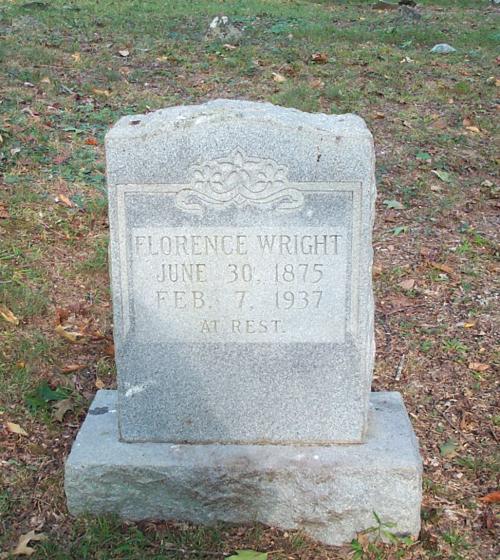 FLORENCE WRIGHT
JUNE 30, 1875
FEB. 7, 1937
AT REST.